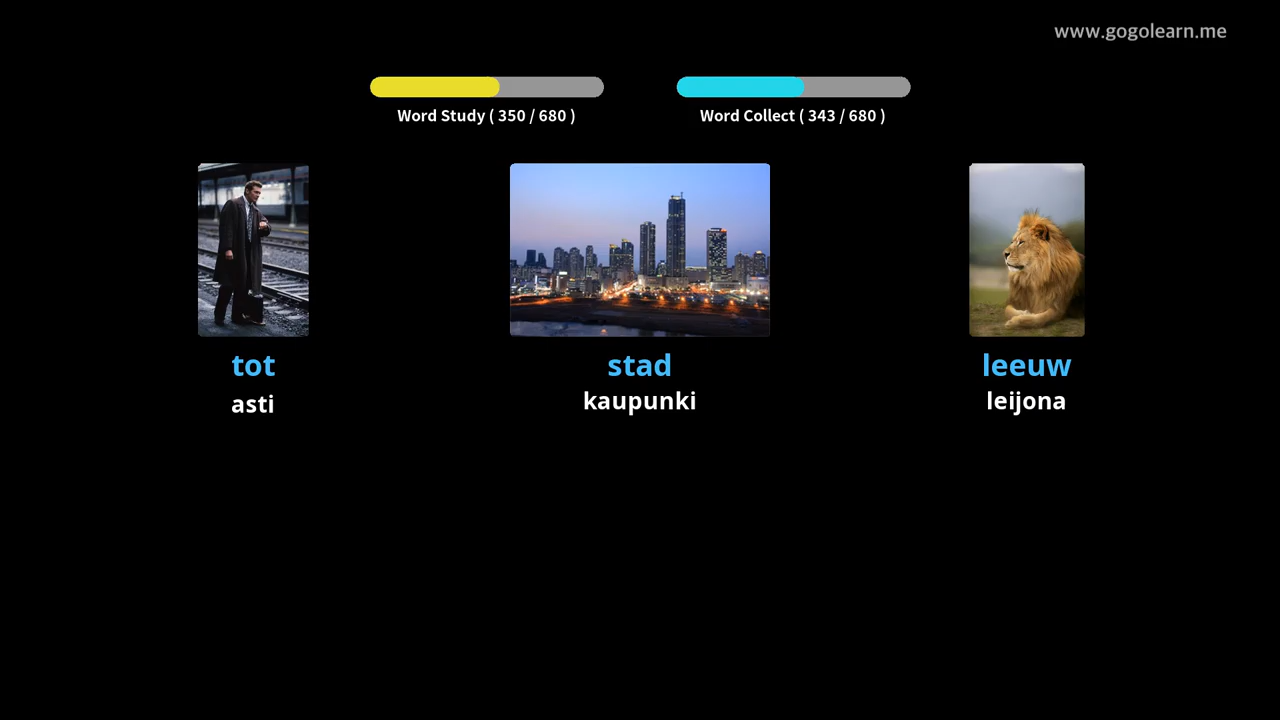 www.gogolearn.me
Word Study ( 350 / 680 )
Word Collect ( 343 / 680 )
tot
stad
leeuw
asti
kaupunki
leijona